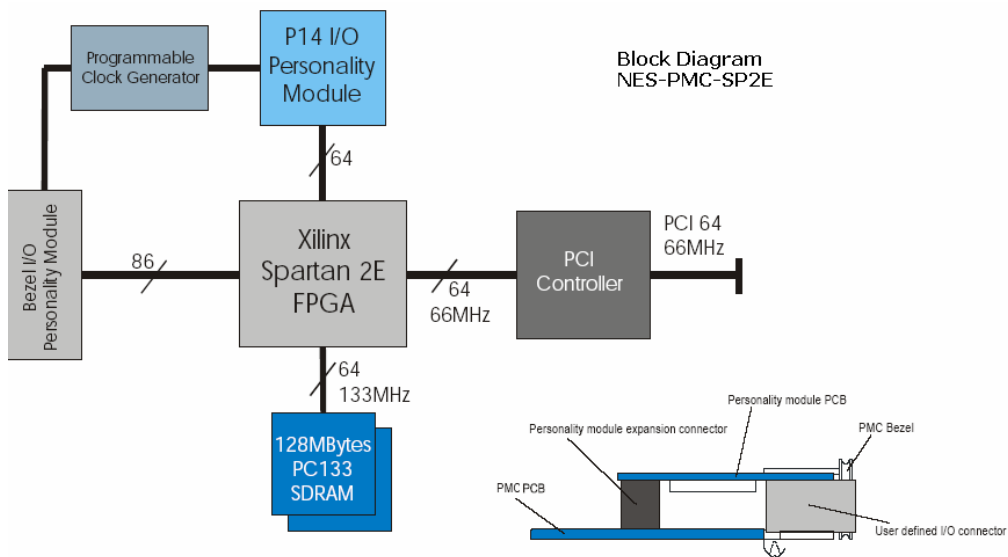 P14 I/O
Personality
Module
Programmable
Clock Generator
Block Diagram
NES-PMC-SP2E
64
Bezel I/O
Personality Module
86
Xilinx
Spartan 2E
FPGA
64
66MHz
PCI
Controller
PCI 64
66MHz
64
133MHz
128MBytes
PC133
SDRAM
Personality module PCB
Personality module expansion connector
PMC Bezel
PMC PCB
User defined I/O connector